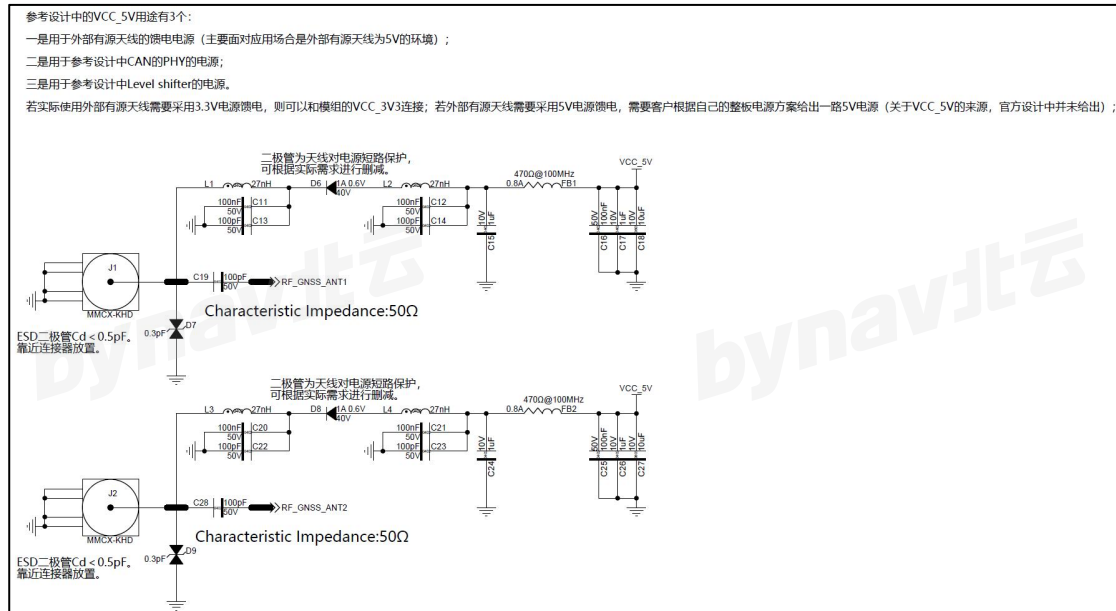 参考设计中的VCC_5V用途有3个：
一是用于外部有源天线的馈电电源（主要面对应用场合是外部有源天线为5V的环境）；
二是用于参考设计中CAN的PHY的电源；
三是用于参考设计中Level shifter的电源。
若实际使用外部有源天线需要采用3.3V电源馈电，则可以和模组的VCC_3V3连接；若外部有源天线需要采用5V电源馈电，需要客户根据自己的整板电源方案给出一路5V电源（关于VCC_5V的来源，官方设计中并未给出）；
二极管为天线对电源短路保护，
可根据实际需求进行删减。
VCC_5V
470Ω@100MHz
L1 27nH D6 1A 0.6V L2 27nH 0.8A FB1
40V
100nF C11 100nF C12
50V 50V
100pF C13 100pF C14
50V 50V
10V 1uF C15
50V 100nF C16
10V 1uF C17
10V 10uF C18
J1
C19 100pF RF_GNSS_ANT1
50V
MMCX-KHD
Characteristic Impedance:50Ω
ESD二极管Cd＜0.5pF。
靠近连接器放置。
0.3pF D7
bynav北云
bynav北云
二极管为天线对电源短路保护，
可根据实际需求进行删减。
VCC_5V
470Ω@100MHz
L3 27nH D8 1A 0.6V L4 27nH 0.8A FB2
40V
100nF C20 100nF C21
50V 50V
100pF C22 100pF C23
50V 50V
10V 1uF C24
50V 100nF C25
10V 1uF C26
10V 10uF C27
J2
C28 100pF RF_GNSS_ANT2
50V
MMCX-KHD
Characteristic Impedance:50Ω
ESD二极管Cd＜0.5pF。
靠近连接器放置。
0.3pF D9